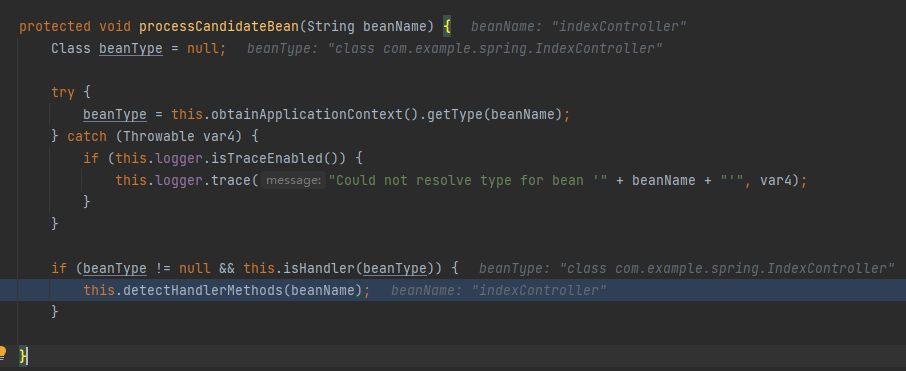 protected void processCandidateBean(String beanName) { beanName: "indexController"
Class beanType = null; beanType: "class com.example.spring.IndexController"
try {
beanType = this.obtainApplicationContext().getType(beanName);
} catch (Throwable var4) {
if (this.logger.isTraceEnabled()) {
this.logger.trace( message: "Could not resolve type for bean '" + beanName + "'", var4);
}
}
if (beanType != null && this.isHandler(beanType)) { beanType: "class com.example.spring.IndexController"
this.detectHandlerMethods(beanName); beanName: "indexController"
}
}